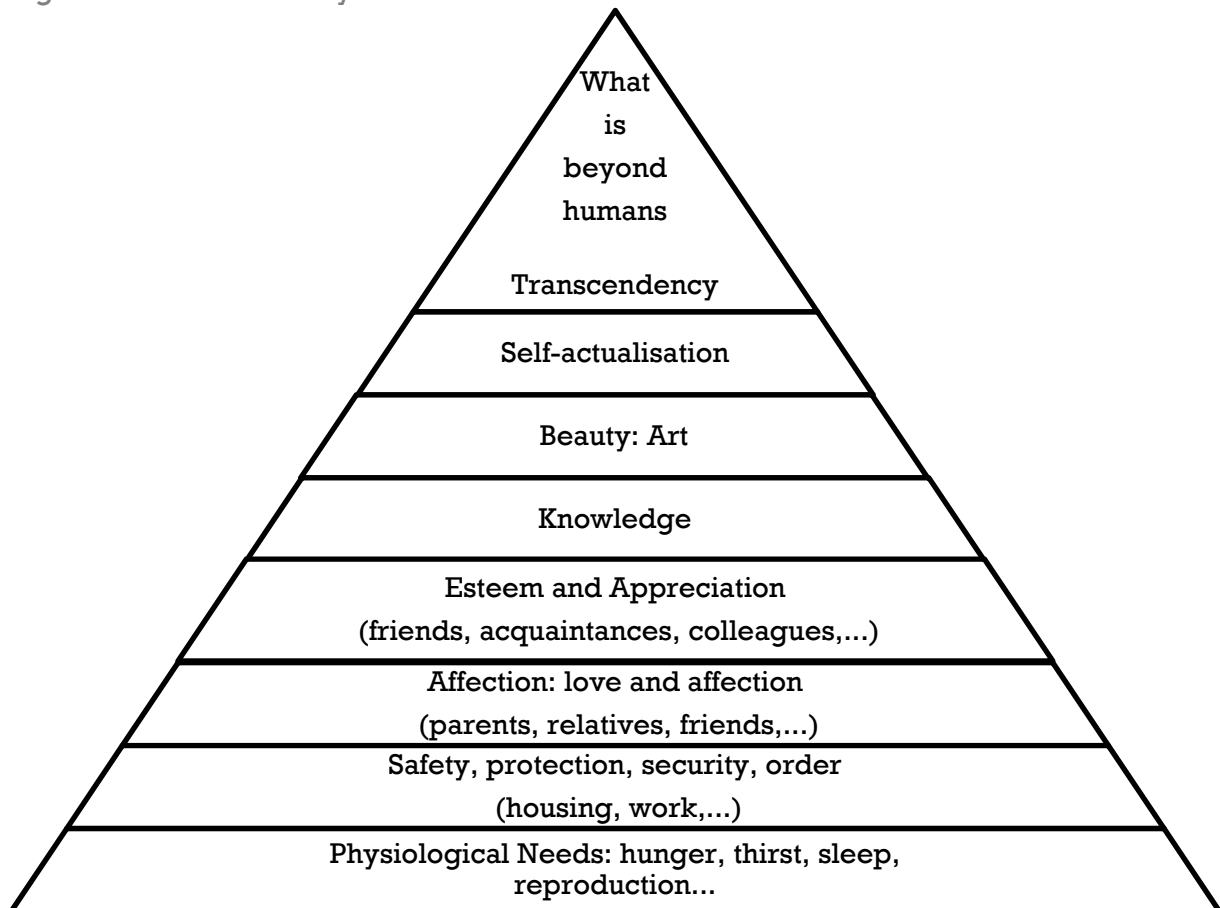 What
is
beyond
humans
Transcendency
Self-actualisation
Beauty: Art
Knowledge
Esteem and Appreciation
(friends, acquaintances, colleagues,...)
Affection: love and affection
(parents, relatives, friends,...)
Safety, protection, security, order
(housing, work,...)
Physiological Needs: hunger, thirst, sleep,
reproduction...